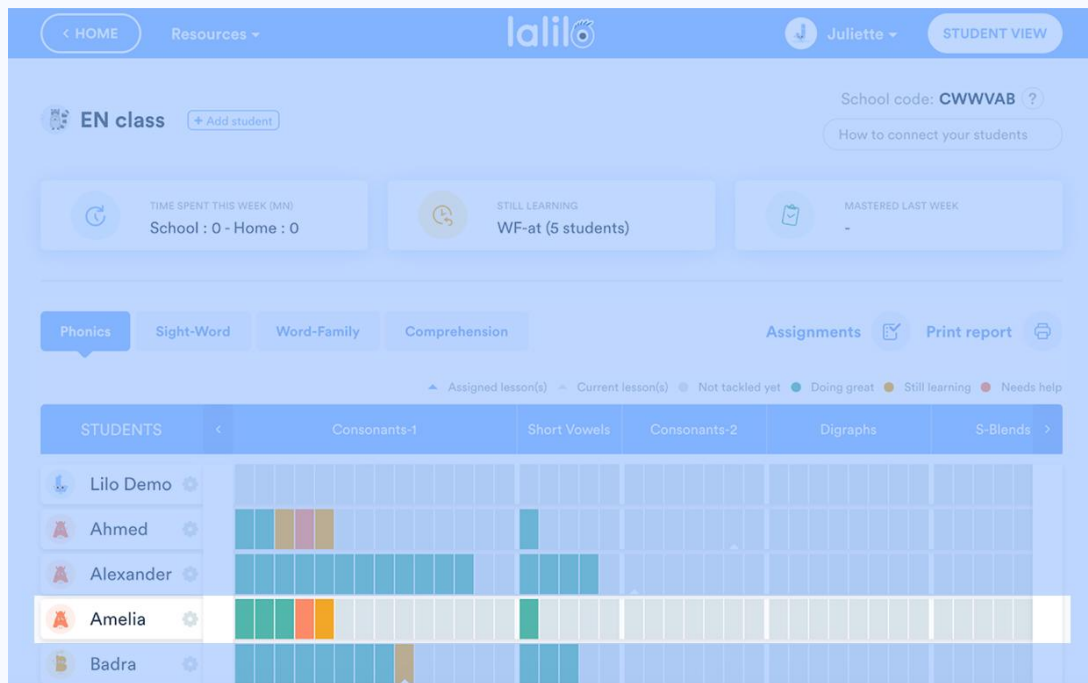 < HOME
Resources
lalilo
J
Juliette
STUDENT VIEW
EN class
+ Add student
School code: CWWVAB ?
How to connect your students
TIME SPENT THIS WEEK (MN)
School : 0 - Home : 0
STILL LEARNING
WF-at (5 students)
MASTERED LAST WEEK
-
Phonics
Sight-Word
Word-Family
Comprehension
Assignments
Print report
Assigned lesson(s)
Current lesson(s)
Not tackled yet
Doing great
Still learning
Needs help
STUDENTS
<
Consonants-1
Short Vowels
Consonants-2
Digraphs
S-Blends
>
Lilo Demo
Ahmed
Alexander
Amelia
Badra